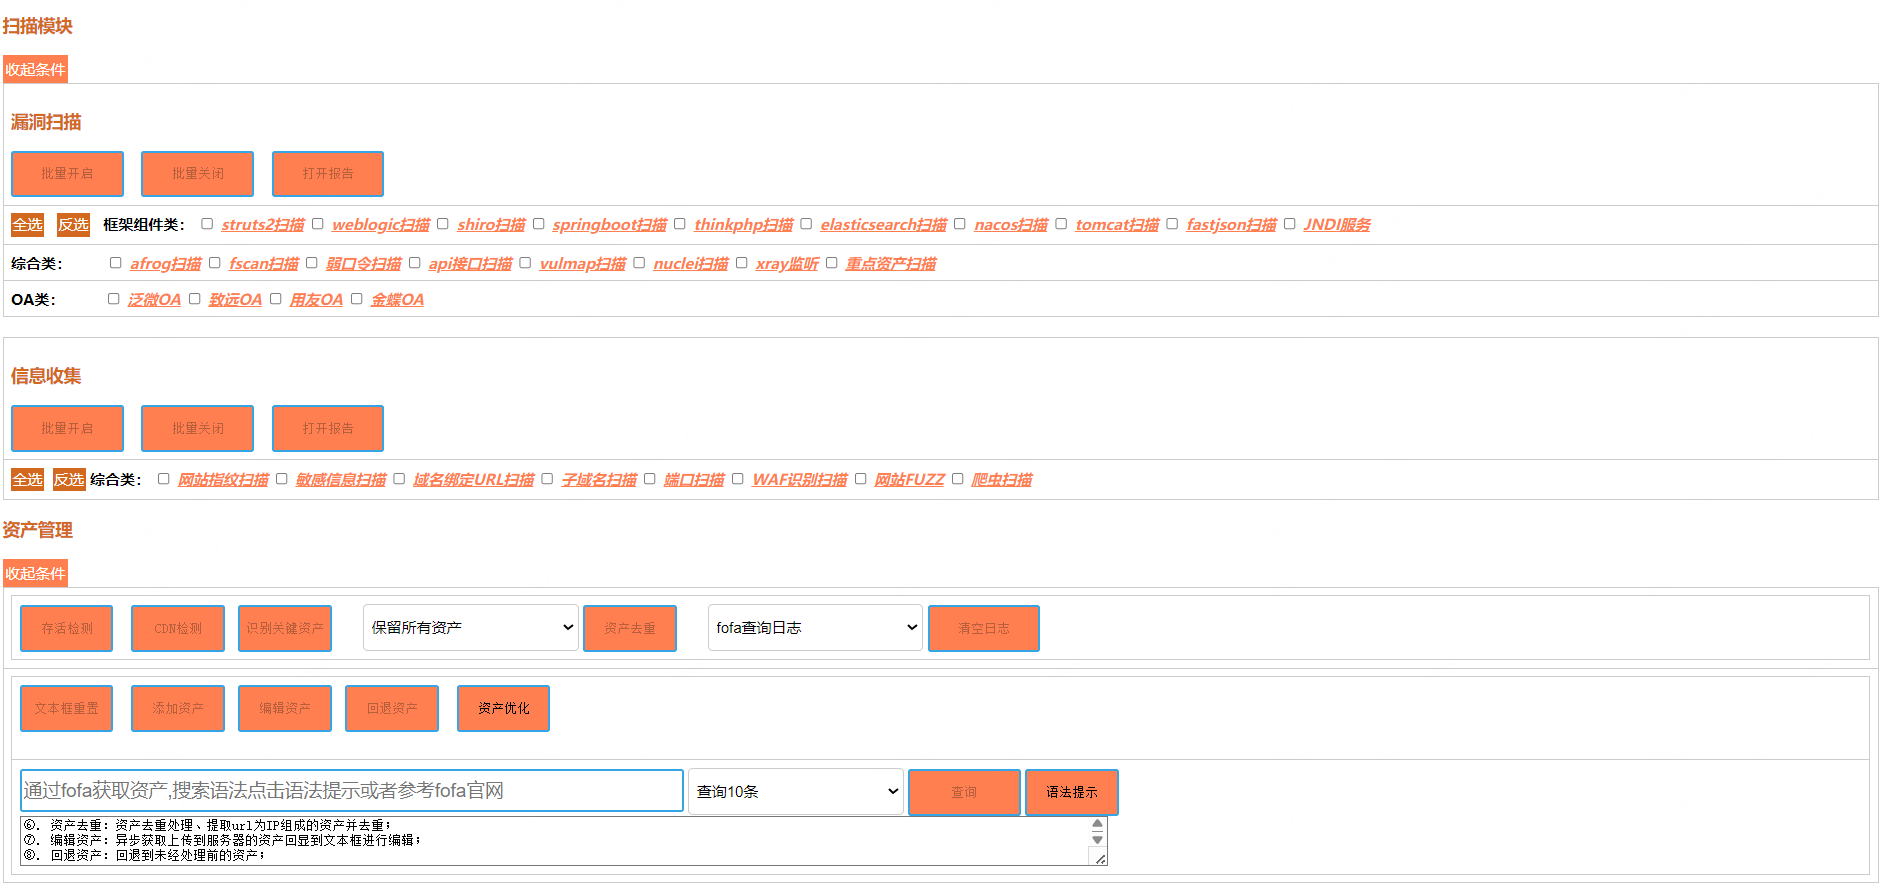 扫描模块
收起条件
漏洞扫描
批量开启 批量关闭 打开报告
全选 反选 框架组件类： struts2扫描 weblogic扫描 shiro扫描 springboot扫描 thinkphp扫描 elasticsearch扫描 nacos扫描 tomcat扫描 fastjson扫描 JNDI服务
综合类： afrog扫描 fscan扫描 弱口令扫描 api接口扫描 vulmap扫描 nuclei扫描 xray监听 重点资产扫描
OA类： 泛微OA 致远OA 用友OA 金蝶OA
信息收集
批量开启 批量关闭 打开报告
全选 反选 综合类： 网站指纹扫描 敏感信息扫描 域名绑定URL扫描 子域名扫描 端口扫描 WAF识别扫描 网站FUZZ 爬虫扫描
资产管理
收起条件
存活检测 CDN检测 识别关键资产 保留所有资产 资产去重 fofa查询日志 清空日志
文本框重置 添加资产 编辑资产 回退资产 资产优化
通过fofa获取资产,搜索语法点击语法提示或者参考fofa官网 查询10条 查询 语法提示
⑥. 资产去重：资产去重处理、提取url为IP组成的资产并去重；
⑦. 编辑资产：异步获取上传到服务器的资产回显到文本框进行编辑；
⑧. 回退资产：回退到未经处理前的资产；